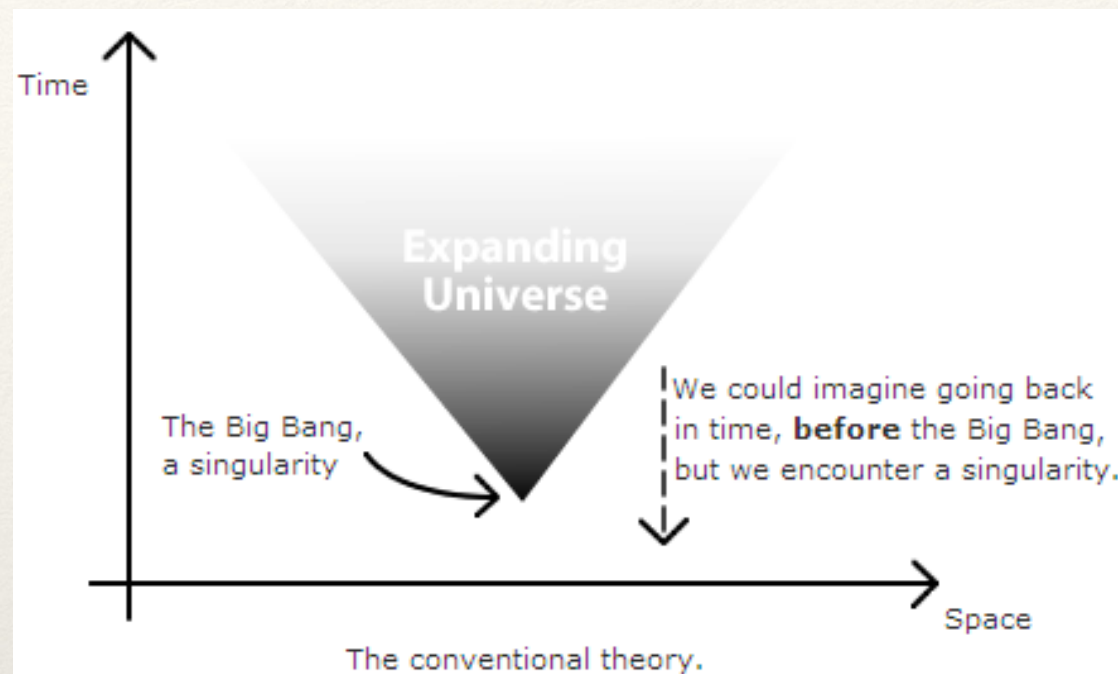 Time
Expanding
Universe
The Big Bang,
a singularity
We could imagine going back
in time, before the Big Bang,
but we encounter a singularity.
Space
The conventional theory.